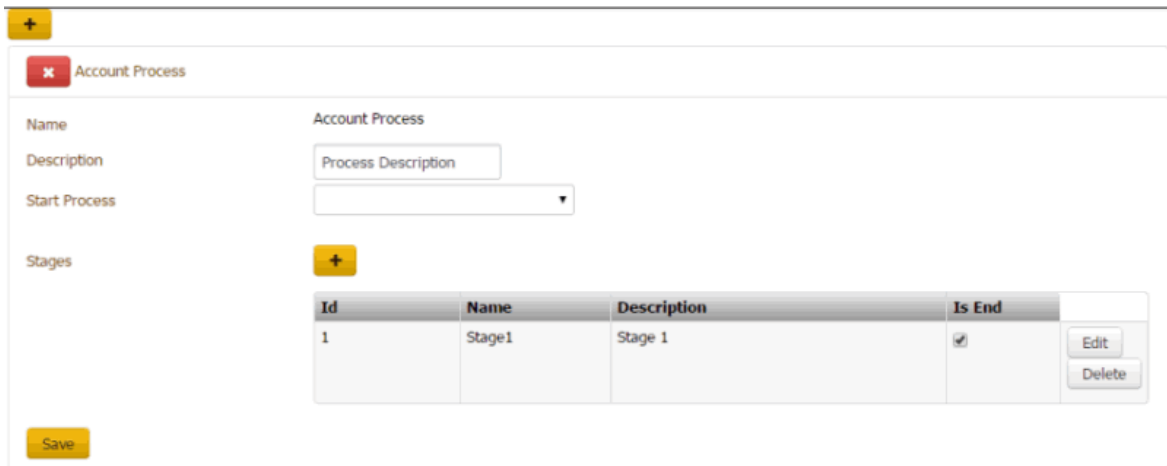 +
Account Process
Name Account Process
Description Process Description
Start Process
Stages +
Id Name Description Is End
1 Stage1 Stage 1 Edit
Delete
Save